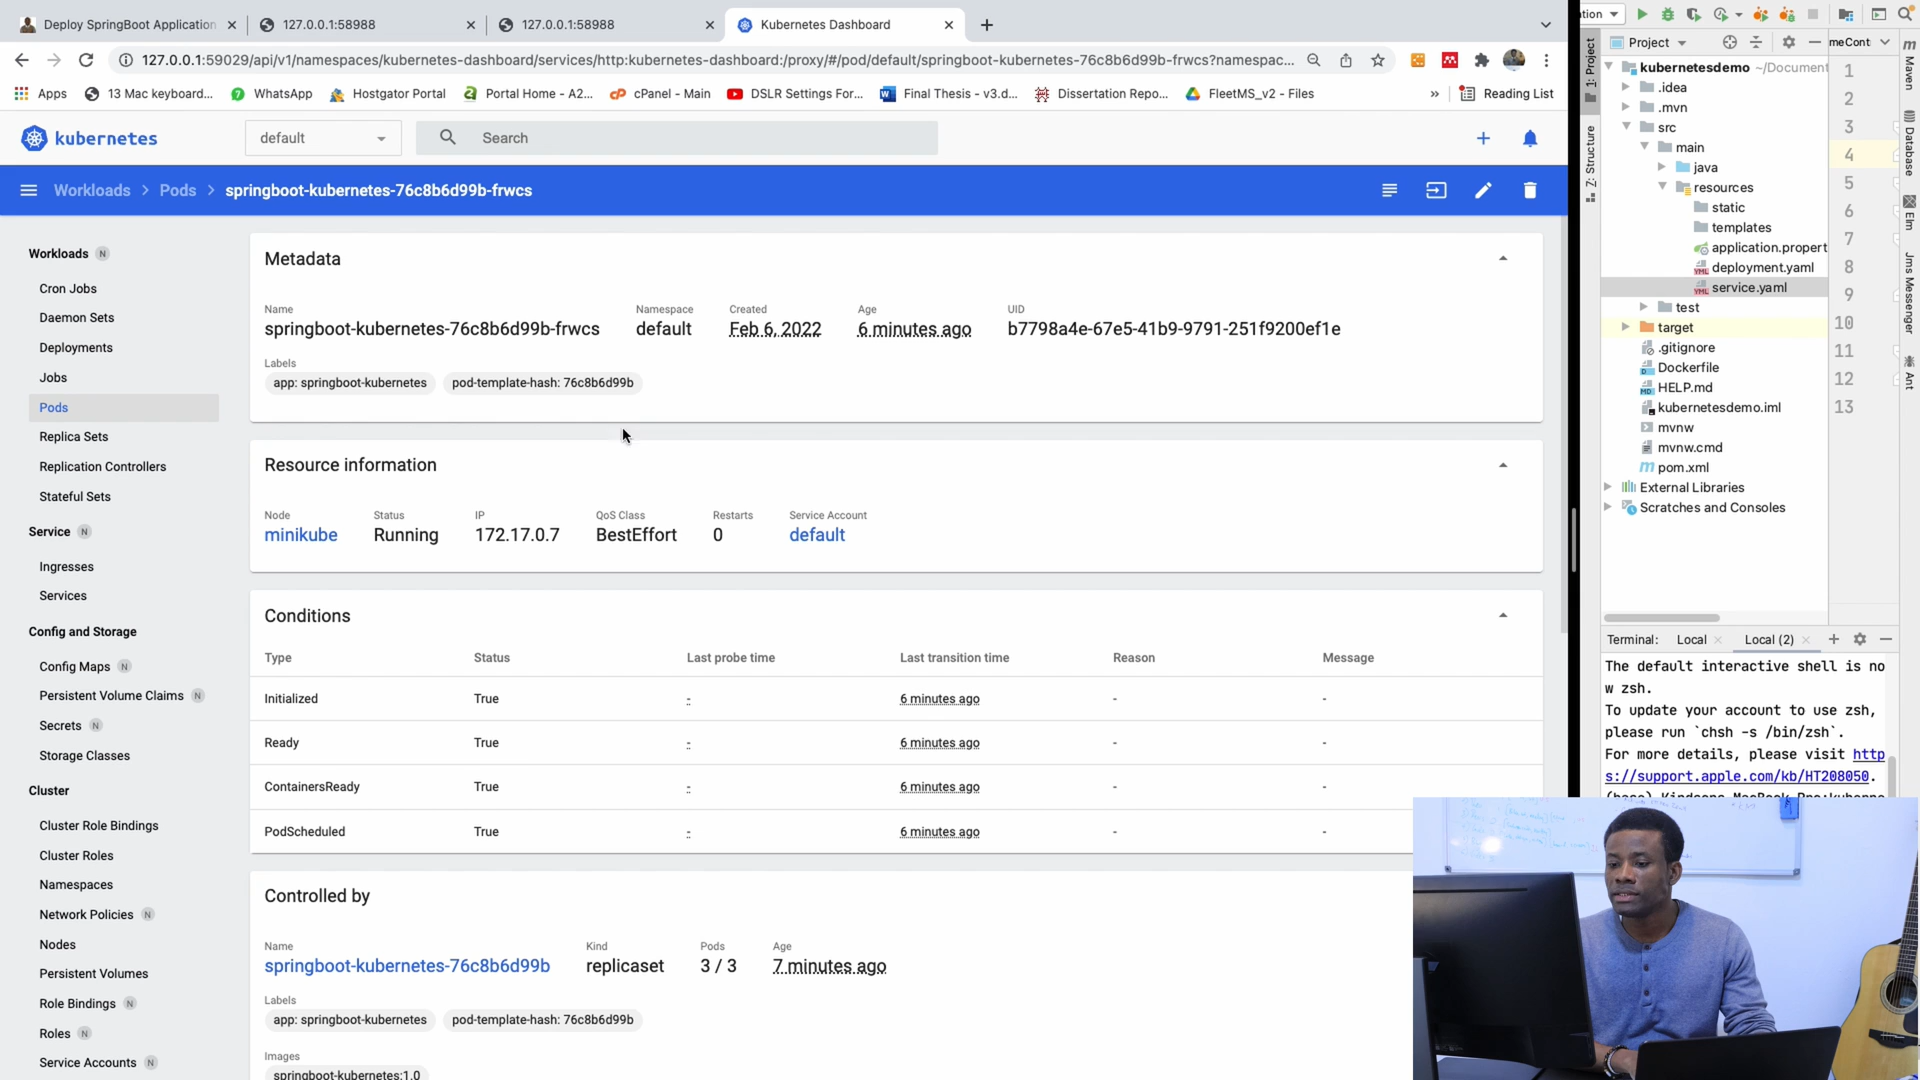 Deploy SpringBoot Application
127.0.0.1:58988
127.0.0.1:58988
Kubernetes Dashboard
127.0.0.1:59029/api/v1/namespaces/kubernetes-dashboard/services/http:kubernetes-dashboard:/proxy/#/pod/default/springboot-kubernetes-76c8b6d99b-frwcs?namespac...
Apps
13 Mac keyboard...
WhatsApp
Hostgator Portal
Portal Home - A2...
cPanel - Main
DSLR Settings For...
Final Thesis - v3.d...
Dissertation Repo...
FleetMS_v2 - Files
»
Reading List
kubernetes
default
Search
Workloads > Pods > springboot-kubernetes-76c8b6d99b-frwcs
Workloads N
Cron Jobs
Daemon Sets
Deployments
Jobs
Pods
Replica Sets
Replication Controllers
Stateful Sets
Service N
Ingresses
Services
Config and Storage
Config Maps N
Persistent Volume Claims N
Secrets N
Storage Classes
Cluster
Cluster Role Bindings
Cluster Roles
Namespaces
Network Policies N
Nodes
Persistent Volumes
Role Bindings N
Roles N
Service Accounts N
Metadata
Name Namespace Created Age UID
springboot-kubernetes-76c8b6d99b-frwcs default Feb 6, 2022 6 minutes ago b7798a4e-67e5-41b9-9791-251f9200ef1e
Labels
app: springboot-kubernetes pod-template-hash: 76c8b6d99b
Resource information
Node Status IP QoS Class Restarts Service Account
minikube Running 172.17.0.7 BestEffort 0 default
Conditions
Type Status Last probe time Last transition time Reason Message
Initialized True - 6 minutes ago - -
Ready True - 6 minutes ago - -
ContainersReady True - 6 minutes ago - -
PodScheduled True - 6 minutes ago - -
Controlled by
Name Kind Pods Age
springboot-kubernetes-76c8b6d99b replicaset 3 / 3 7 minutes ago
Labels
app: springboot-kubernetes pod-template-hash: 76c8b6d99b
Images
springboot-kubernetes:1.0
tion
Project
meCont
1: Project
Z: Structure
kubernetesdemo ~/Document
.idea
.mvn
src
main
java
resources
static
templates
application.propert
deployment.yaml
service.yaml
test
target
.gitignore
Dockerfile
HELP.md
kubernetesdemo.iml
mvnw
mvnw.cmd
pom.xml
External Libraries
Scratches and Consoles
1
2
3
4
5
6
7
8
9
10
11
12
13
Maven
Database
Elm
Jms Messenger
Ant
Terminal: Local Local (2)
The default interactive shell is no
w zsh.
To update your account to use zsh,
please run `chsh -s /bin/zsh`.
For more details, please visit http
s://support.apple.com/kb/HT208050.